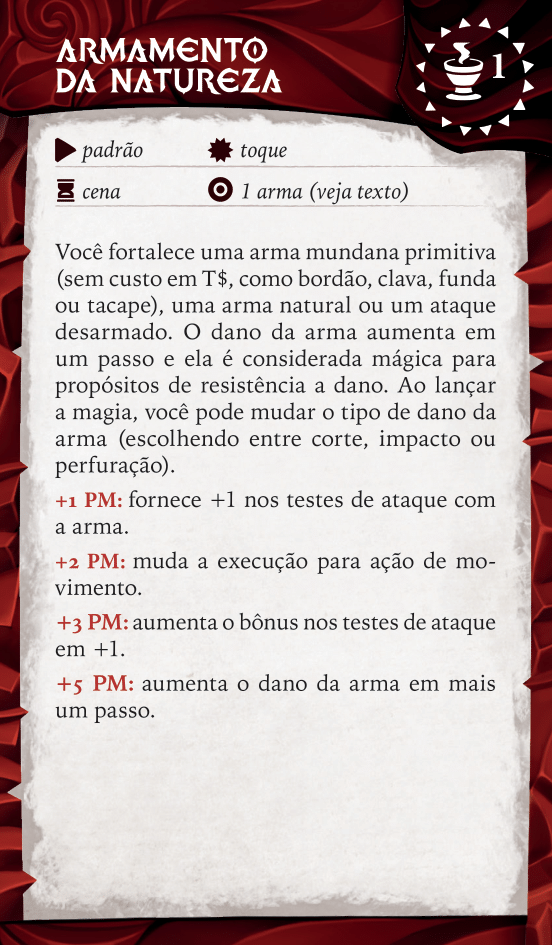 ARMAMENTO
DA NATUREZA
1
padrão
toque
cena
1 arma (veja texto)
Você fortalece uma arma mundana primitiva
(sem custo em T$, como bordão, clava, funda
ou tacape), uma arma natural ou um ataque
desarmado. O dano da arma aumenta em
um passo e ela é considerada mágica para
propósitos de resistência a dano. Ao lançar
a magia, você pode mudar o tipo de dano da
arma (escolhendo entre corte, impacto ou
perfuração).
+1 PM: fornece +1 nos testes de ataque com
a arma.
+2 PM: muda a execução para ação de mo-
vimento.
+3 PM: aumenta o bônus nos testes de ataque
em +1.
+5 PM: aumenta o dano da arma em mais
um passo.